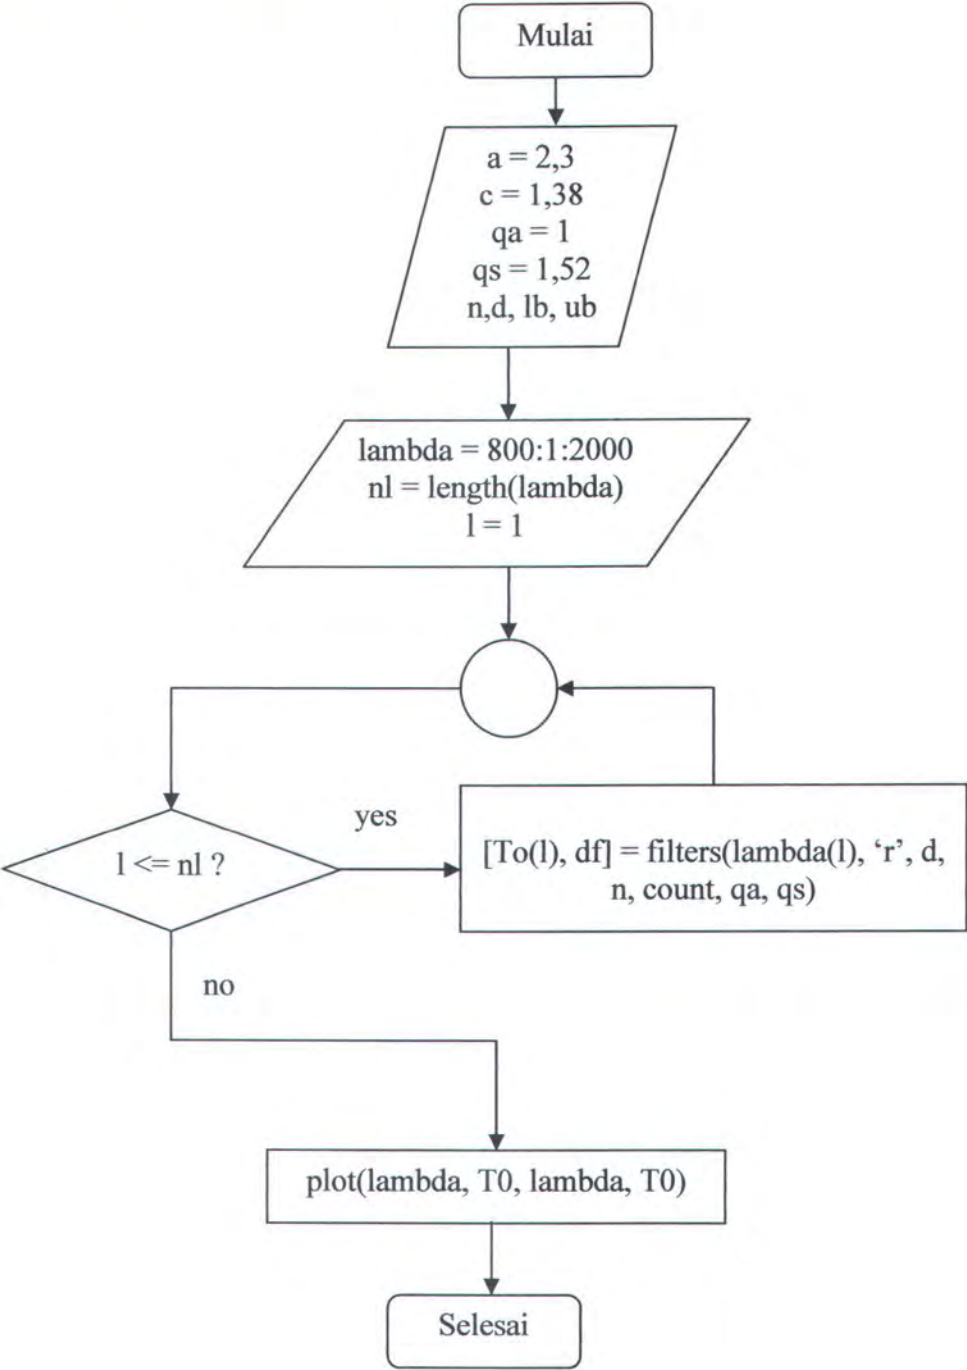 Mulai
a = 2,3
c = 1,38
qa = 1
qs = 1,52
n,d, lb, ub
lambda = 800:1:2000
nl = length(lambda)
l = 1
l <= nl ?
yes
[To(l), df] = filters(lambda(l), ‘r’, d,
n, count, qa, qs)
no
plot(lambda, T0, lambda, T0)
Selesai